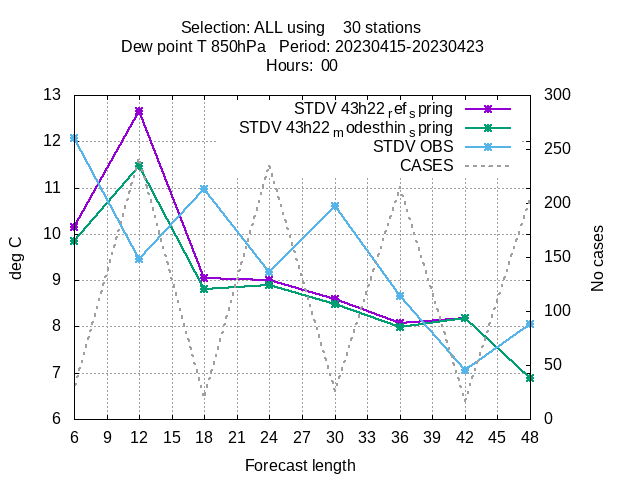 Selection: ALL using    30 stations
Dew point T 850hPa   Period: 20230415-20230423
Hours:  00
STDV 43h22_ref_spring
STDV 43h22_modesthin_spring
STDV OBS
CASES
13
12
11
10
9
8
7
6
deg C
300
250
200
150
100
50
0
No cases
6 9 12 15 18 21 24 27 30 33 36 39 42 45 48
Forecast length